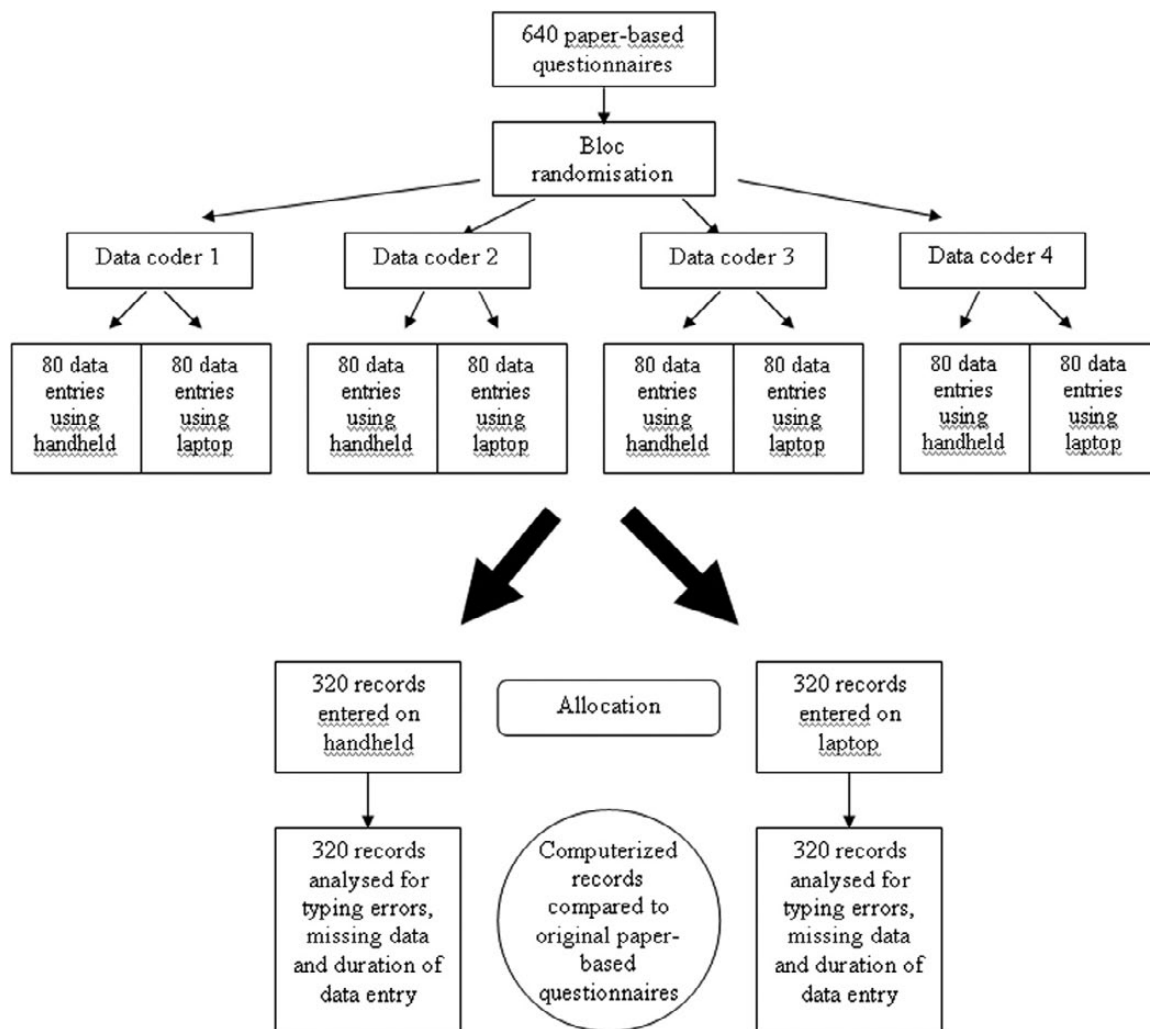 640 paper-based
questionnaires
Bloc
randomisation
Data coder 1
Data coder 2
Data coder 3
Data coder 4
80 data
entries
using
handheld
80 data
entries
using
laptop
80 data
entries
using
handheld
80 data
entries
using
laptop
80 data
entries
using
handheld
80 data
entries
using
laptop
80 data
entries
using
handheld
80 data
entries
using
laptop
320 records
entered on
handheld
Allocation
320 records
entered on
laptop
320 records
analysed for
typing errors,
missing data
and duration of
data entry
Computerized
records
compared to
original paper-
based
questionnaires
320 records
analysed for
typing errors,
missing data
and duration of
data entry